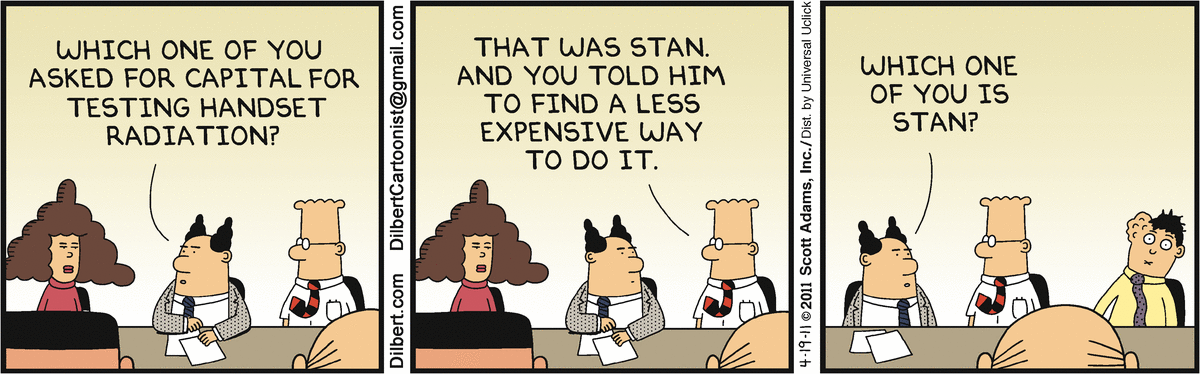 WHICH ONE OF YOU
ASKED FOR CAPITAL FOR
TESTING HANDSET
RADIATION?
Dilbert.com DilbertCartoonist@gmail.com
THAT WAS STAN.
AND YOU TOLD HIM
TO FIND A LESS
EXPENSIVE WAY
TO DO IT.
4-19-11 © 2011 Scott Adams, Inc./Dist. by Universal Uclick
WHICH ONE
OF YOU IS
STAN?